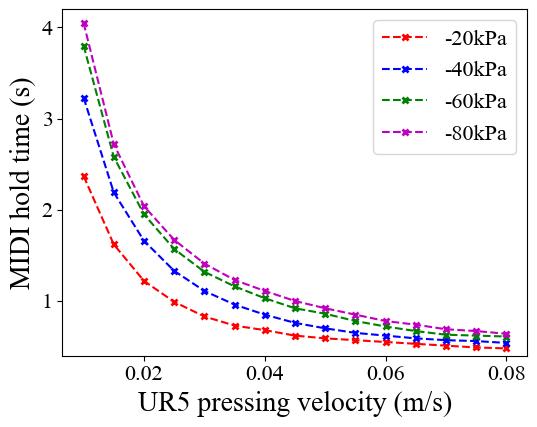 4
3
2
1
MIDI hold time (s)
-20kPa
-40kPa
-60kPa
-80kPa
0.02 0.04 0.06 0.08
UR5 pressing velocity (m/s)